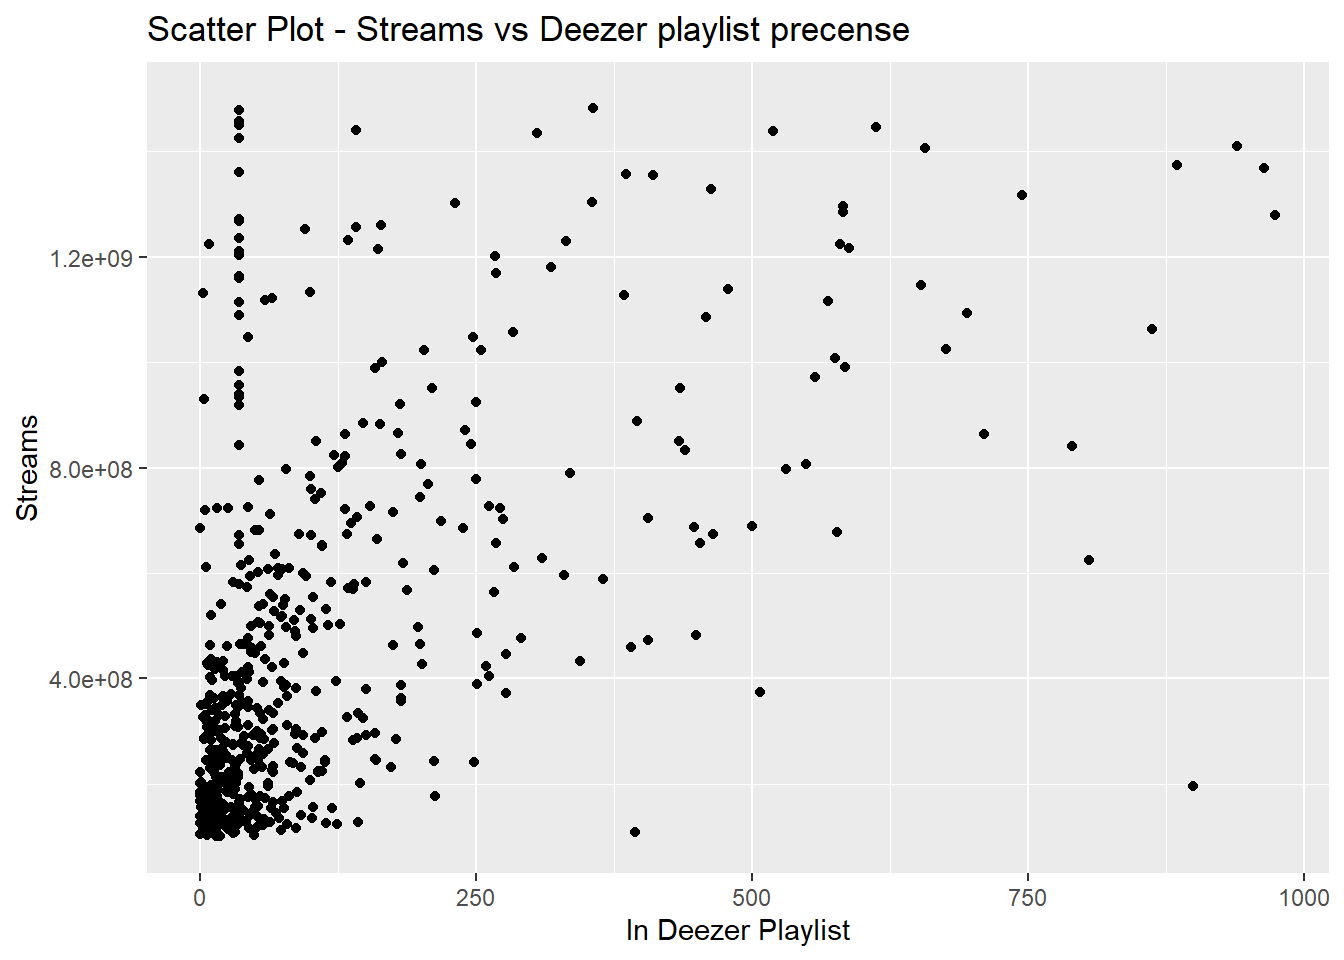 Scatter Plot - Streams vs Deezer playlist precense
1.2e+09
8.0e+08
4.0e+08
Streams
0 250 500 750 1000
In Deezer Playlist